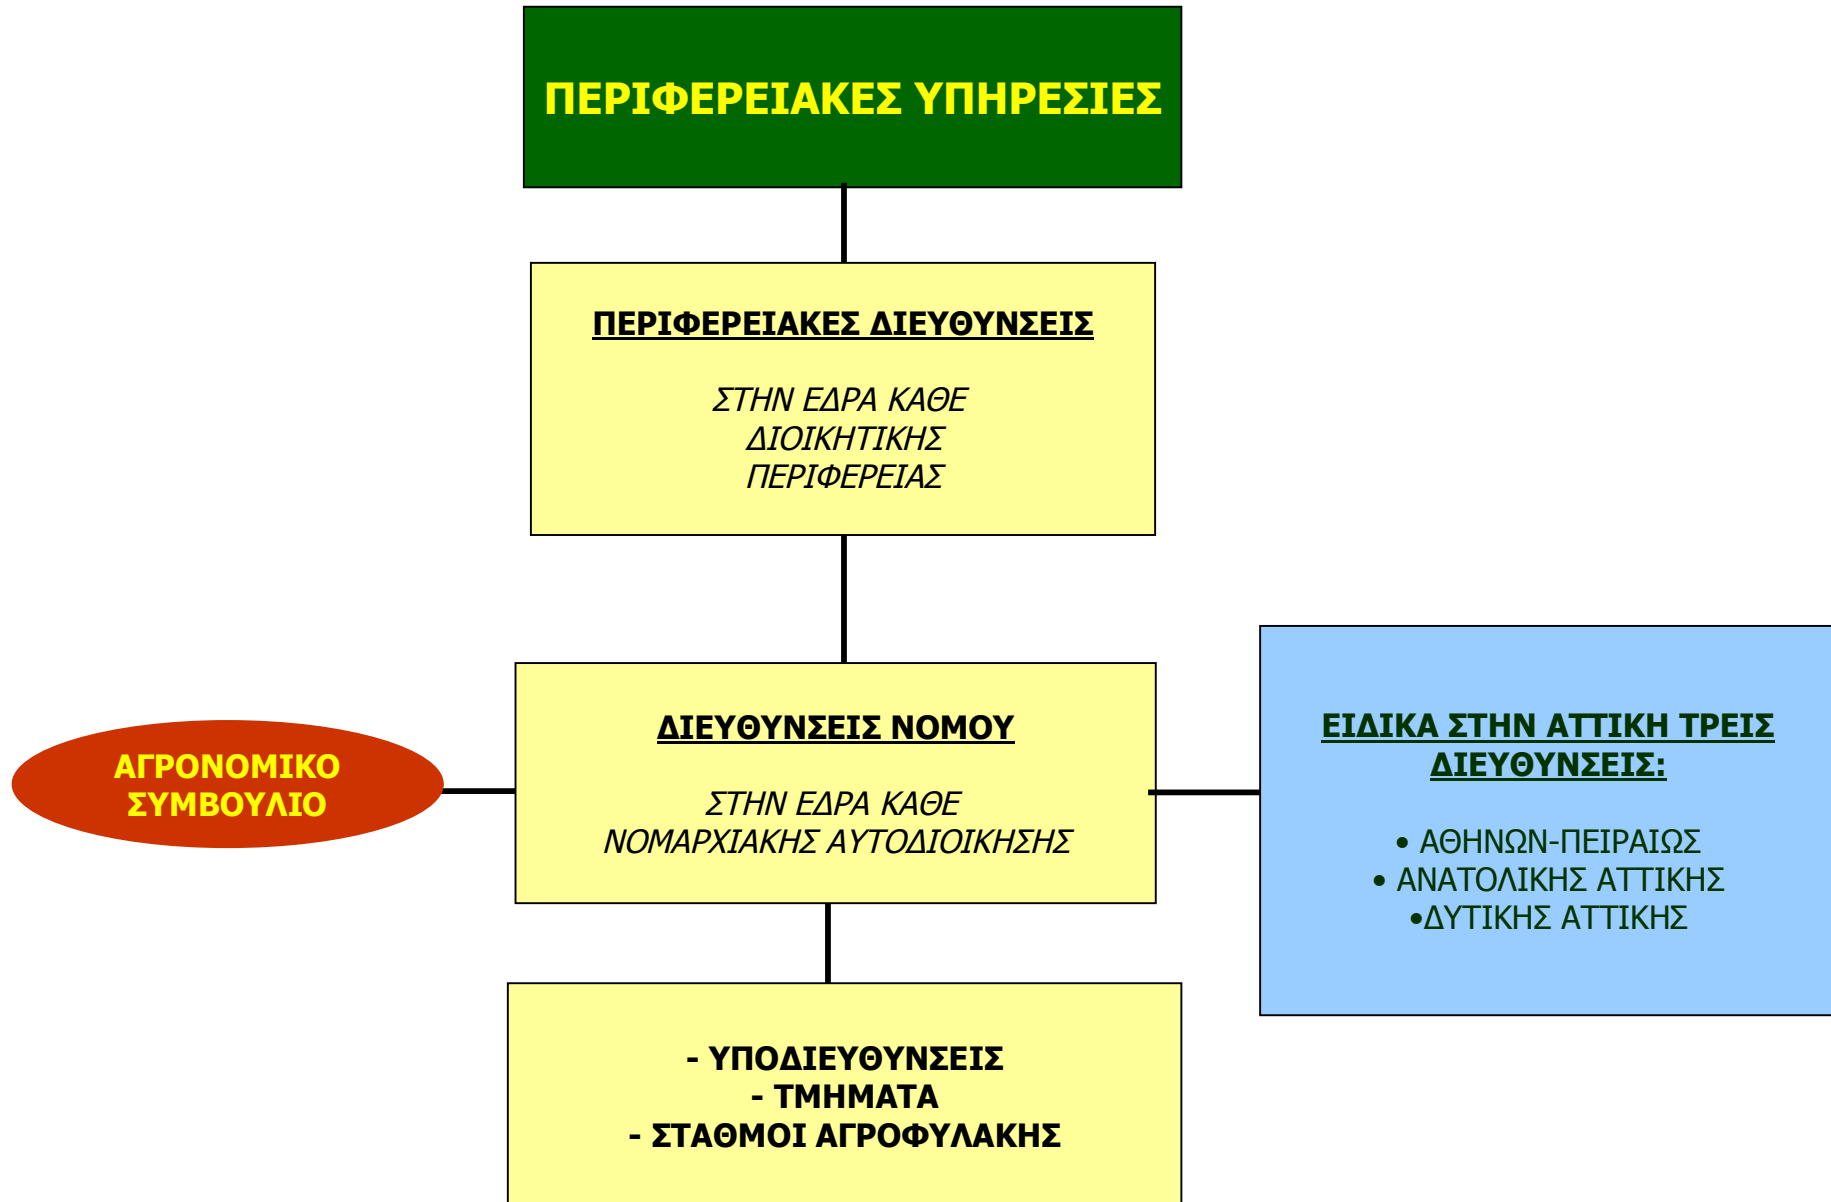 ΠΕΡΙΦΕΡΕΙΑΚΕΣ ΥΠΗΡΕΣΙΕΣ
ΠΕΡΙΦΕΡΕΙΑΚΕΣ ΔΙΕΥΘΥΝΣΕΙΣ
ΣΤΗΝ ΕΔΡΑ ΚΑΘΕ
ΔΙΟΙΚΗΤΙΚΗΣ
ΠΕΡΙΦΕΡΕΙΑΣ
ΑΓΡΟΝΟΜΙΚΟ
ΣΥΜΒΟΥΛΙΟ
ΔΙΕΥΘΥΝΣΕΙΣ ΝΟΜΟΥ
ΣΤΗΝ ΕΔΡΑ ΚΑΘΕ
ΝΟΜΑΡΧΙΑΚΗΣ ΑΥΤΟΔΙΟΙΚΗΣΗΣ
ΕΙΔΙΚΑ ΣΤΗΝ ΑΤΤΙΚΗ ΤΡΕΙΣ
ΔΙΕΥΘΥΝΣΕΙΣ:
• ΑΘΗΝΩΝ-ΠΕΙΡΑΙΩΣ
• ΑΝΑΤΟΛΙΚΗΣ ΑΤΤΙΚΗΣ
•ΔΥΤΙΚΗΣ ΑΤΤΙΚΗΣ
- ΥΠΟΔΙΕΥΘΥΝΣΕΙΣ
- ΤΜΗΜΑΤΑ
- ΣΤΑΘΜΟΙ ΑΓΡΟΦΥΛΑΚΗΣ